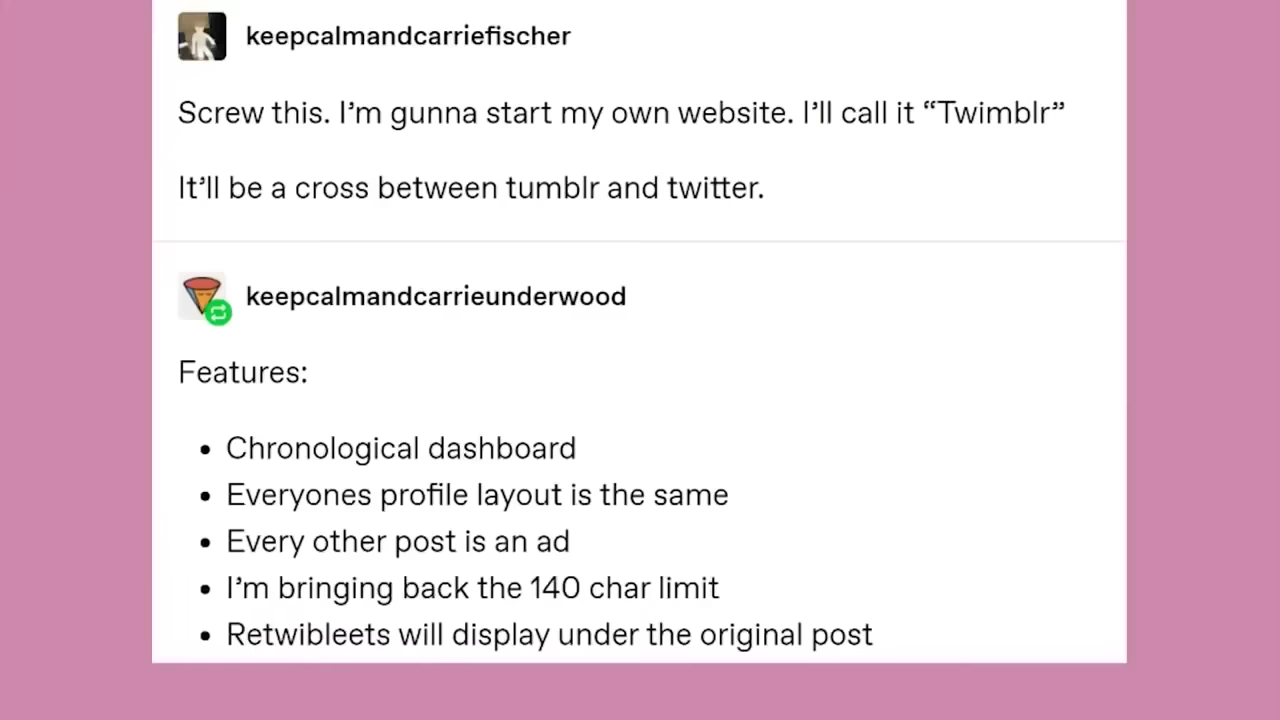 keepcalmandcarriefischer
Screw this. I’m gunna start my own website. I’ll call it “Twimblr”
It’ll be a cross between tumblr and twitter.
keepcalmandcarrieunderwood
Features:
• Chronological dashboard
• Everyones profile layout is the same
• Every other post is an ad
• I’m bringing back the 140 char limit
• Retwibleets will display under the original post